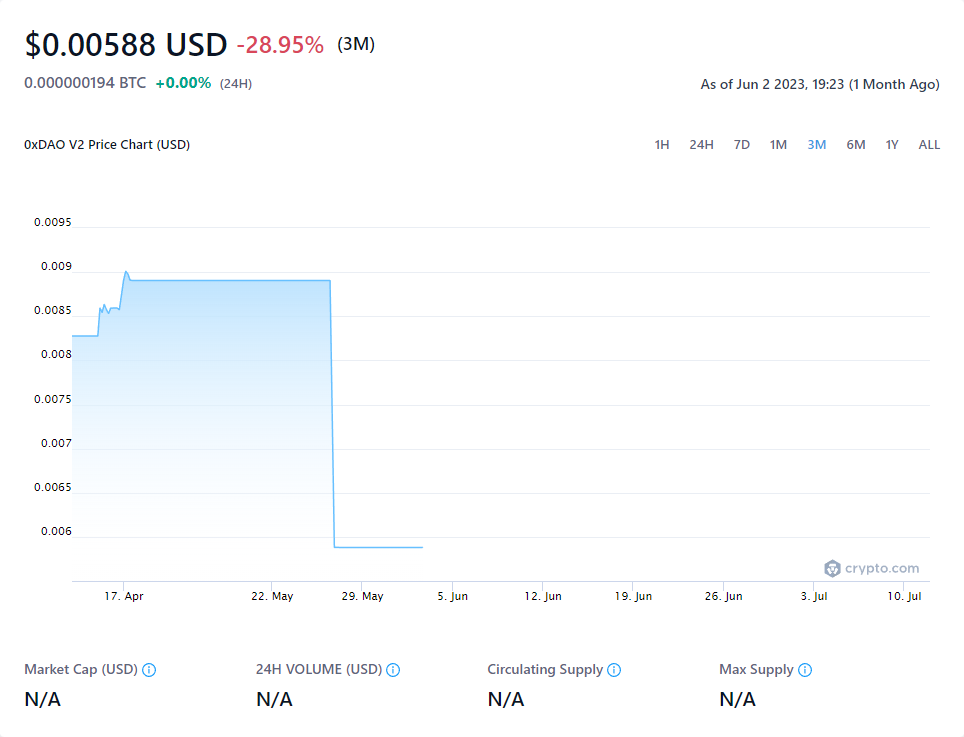 $0.00588 USD -28.95% (3M)
0.000000194 BTC +0.00% (24H)
As of Jun 2 2023, 19:23 (1 Month Ago)
0xDAO V2 Price Chart (USD)
1H 24H 7D 1M 3M 6M 1Y ALL
0.0095
0.009
0.0085
0.008
0.0075
0.007
0.0065
0.006
crypto.com
17. Apr 22. May 29. May 5. Jun 12. Jun 19. Jun 26. Jun 3. Jul 10. Jul
Market Cap (USD) 24H VOLUME (USD) Circulating Supply Max Supply
N/A N/A N/A N/A